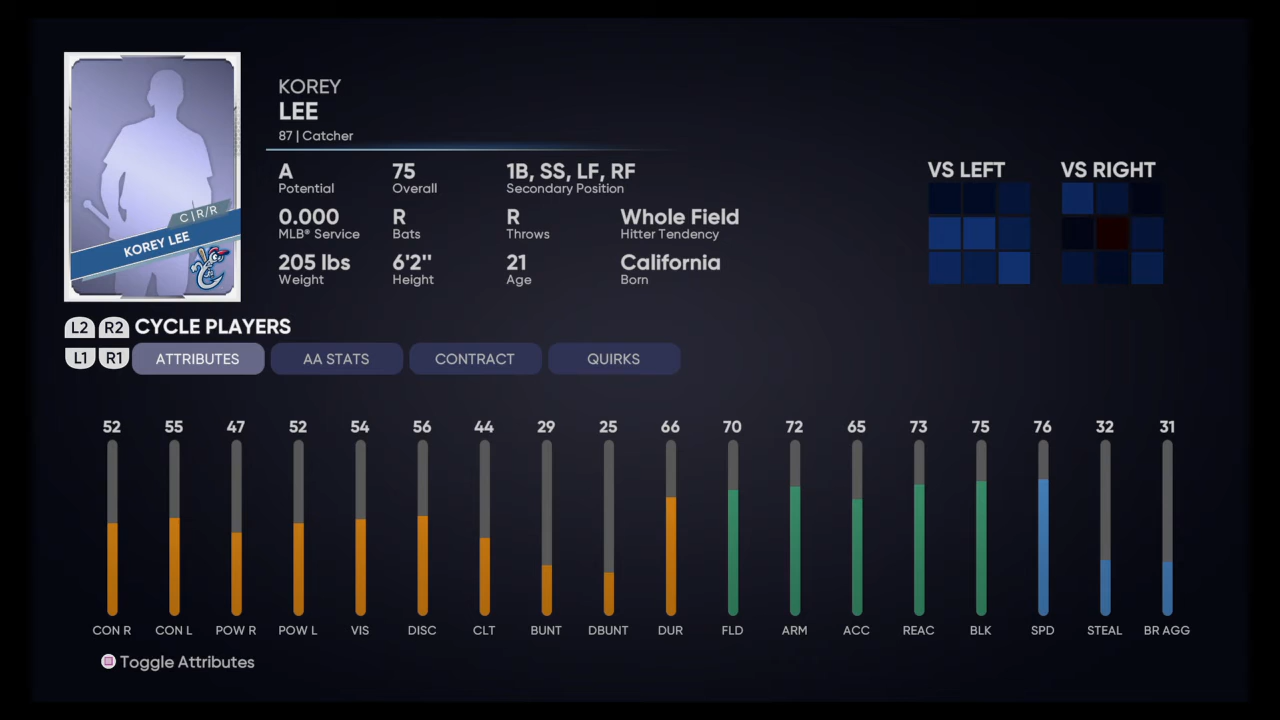 KOREY
LEE
87 | Catcher
A 75 1B, SS, LF, RF
Potential Overall Secondary Position
0.000 R R Whole Field
MLB® Service Bats Throws Hitter Tendency
205 lbs 6'2'' 21 California
Weight Height Age Born
VS LEFT VS RIGHT
C | R/R
KOREY LEE
L2 R2 CYCLE PLAYERS
L1 R1 ATTRIBUTES AA STATS CONTRACT QUIRKS
52 55 47 52 54 56 44 29 25 66 70 72 65 73 75 76 32 31
CON R CON L POW R POW L VIS DISC CLT BUNT DBUNT DUR FLD ARM ACC REAC BLK SPD STEAL BR AGG
Toggle Attributes